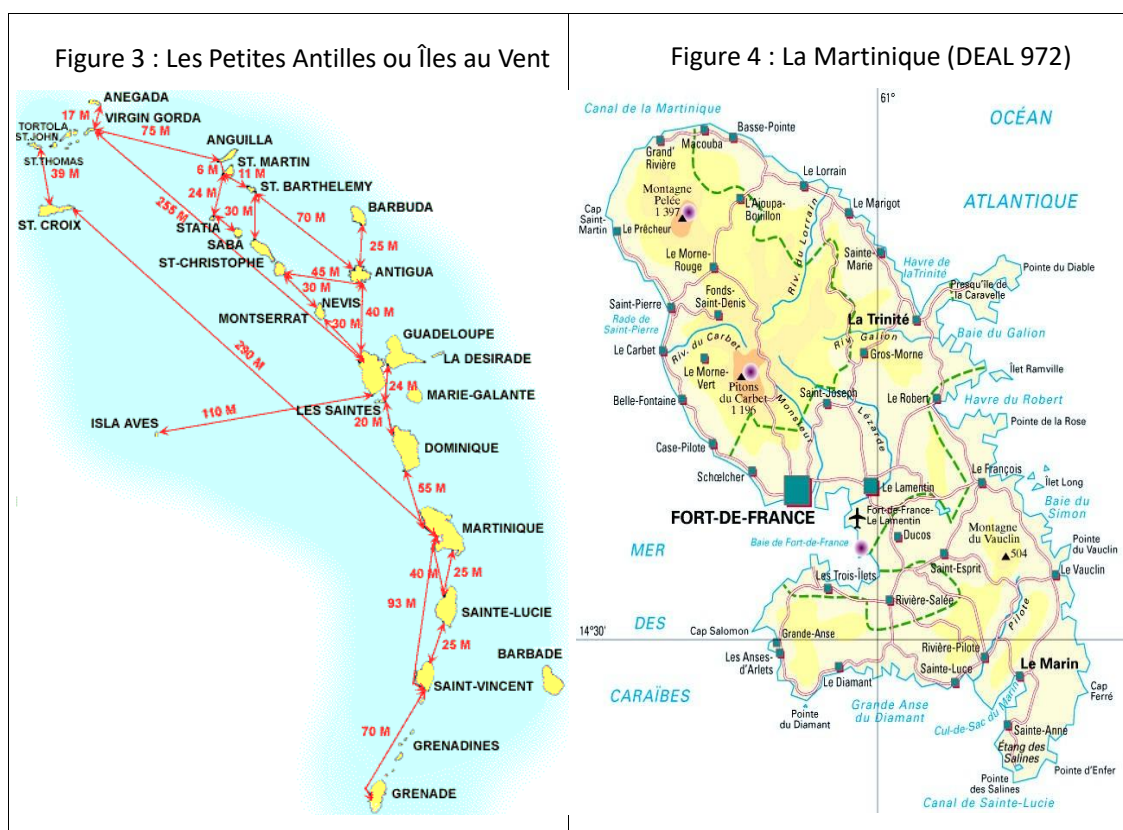 Figure 3 : Les Petites Antilles ou Îles au Vent
ANEGADA
17 M
VIRGIN GORDA
TORTOLA
ST.JOHN
75 M
ANGUILLA
ST.THOMAS
6 M
ST. MARTIN
11 M
39 M
ST. BARTHELEMY
24 M
255 M
30 M
70 M
BARBUDA
ST. CROIX
STATIA
SABA
25 M
ST-CHRISTOPHE
45 M
ANTIGUA
30 M
NEVIS
40 M
MONTSERRAT
30 M
GUADELOUPE
LA DESIRADE
290 M
24 M
MARIE-GALANTE
110 M
LES SAINTES
ISLA AVES
20 M
DOMINIQUE
55 M
MARTINIQUE
40 M
25 M
93 M
SAINTE-LUCIE
25 M
BARBADE
SAINT-VINCENT
70 M
GRENADINES
GRENADE
Figure 4 : La Martinique (DEAL 972)
61°
Canal de la Martinique
OCÉAN
Basse-Pointe
Macouba
Grand'
Rivière
Le Lorrain
Montagne
Pelée
1 397
L'Ajoupa-
Bouillon
Le Marigot
ATLANTIQUE
Cap
Saint-
Martin
Le Prêcheur
Riv. du Lorrain
Sainte-
Marie
Havre de
laTrinité
Le Morne-
Rouge
Pointe du Diable
Presqu'île de
la Caravelle
Fonds-
Saint-Denis
Saint-Pierre
Rade de
Saint-Pierre
La Trinité
Baie du Galion
Riv. du Carbet
Riv. Galion
Le Carbet
Gros-Morne
Le Morne-
Vert
Îlet Ramville
Pitons
du Carbet
1 196
Saint-Joseph
Belle-Fontaine
Monsieur
Lézarde
Le Robert
Havre du Robert
Pointe de la Rose
Case-Pilote
Schœlcher
Le François
Îlet Long
Le Lamentin
Baie du
Simon
FORT-DE-FRANCE
Fort-de-France-
Le Lamentin
Montagne
du Vauclin
504
Ducos
MER
Baie de Fort-de-France
Pointe
du Vauclin
Saint-Esprit
Le Vauclin
Les Trois-Îlets
Rivière-Salée
Pilote
14°30'
DES
Cap Salomon
Grande-Anse
Rivière-Pilote
Les Anses-
d'Arlets
Sainte-Luce
Le Marin
CARAÏBES
Le Diamant
Cap
Ferré
Grande Anse
du Diamant
Pointe
du Diamant
Cul-de-Sac du Marin
Sainte-Anne
Étang des
Salines
Pointe d'Enfer
Pointe
des Salines
Canal de Sainte-Lucie